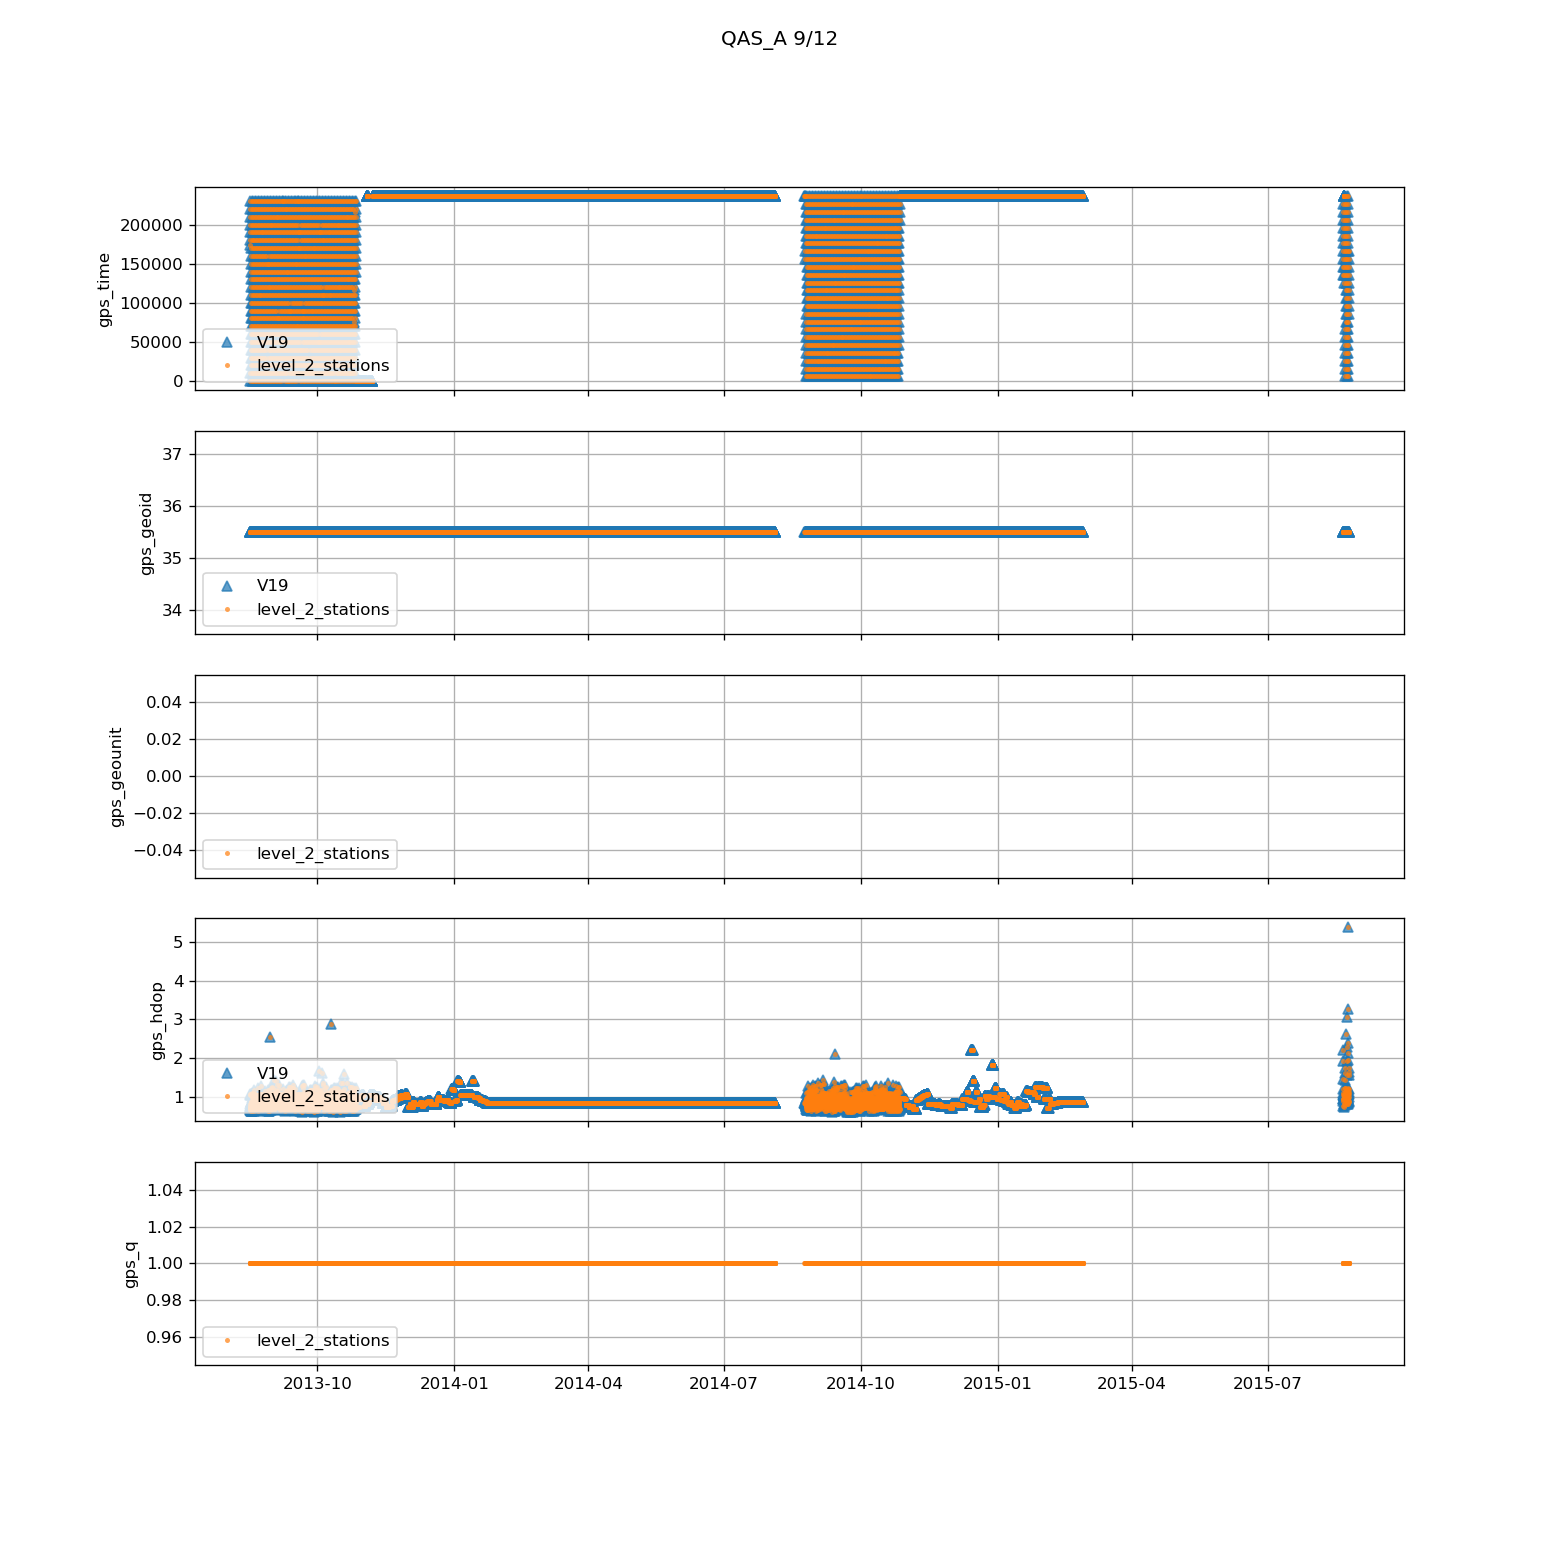 QAS_A 9/12
gps_time
200000
150000
100000
50000
0
V19
level_2_stations
gps_geoid
37
36
35
34
V19
level_2_stations
gps_geounit
0.04
0.02
0.00
−0.02
−0.04
level_2_stations
gps_hdop
5
4
3
2
1
V19
level_2_stations
gps_q
1.04
1.02
1.00
0.98
0.96
level_2_stations
2013-10 2014-01 2014-04 2014-07 2014-10 2015-01 2015-04 2015-07